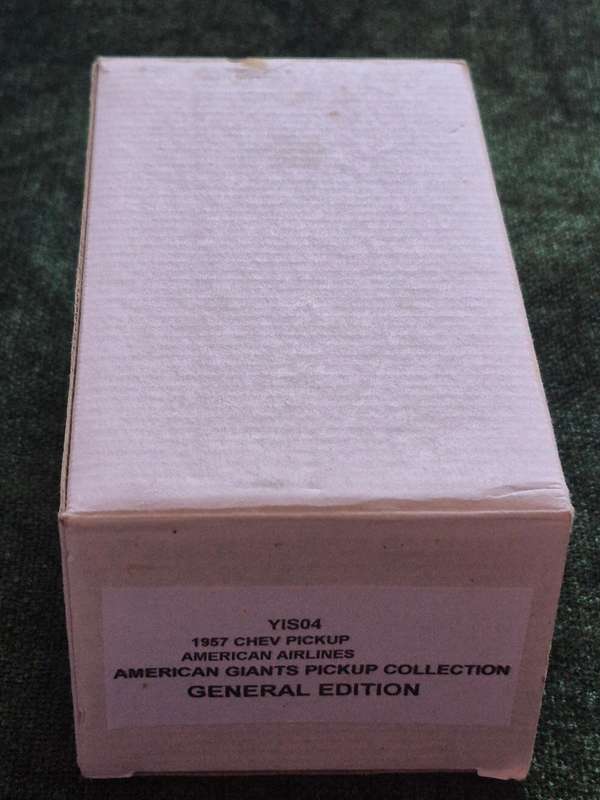 YIS04
1957 CHEV PICKUP
AMERICAN AIRLINES
AMERICAN GIANTS PICKUP COLLECTION
GENERAL EDITION